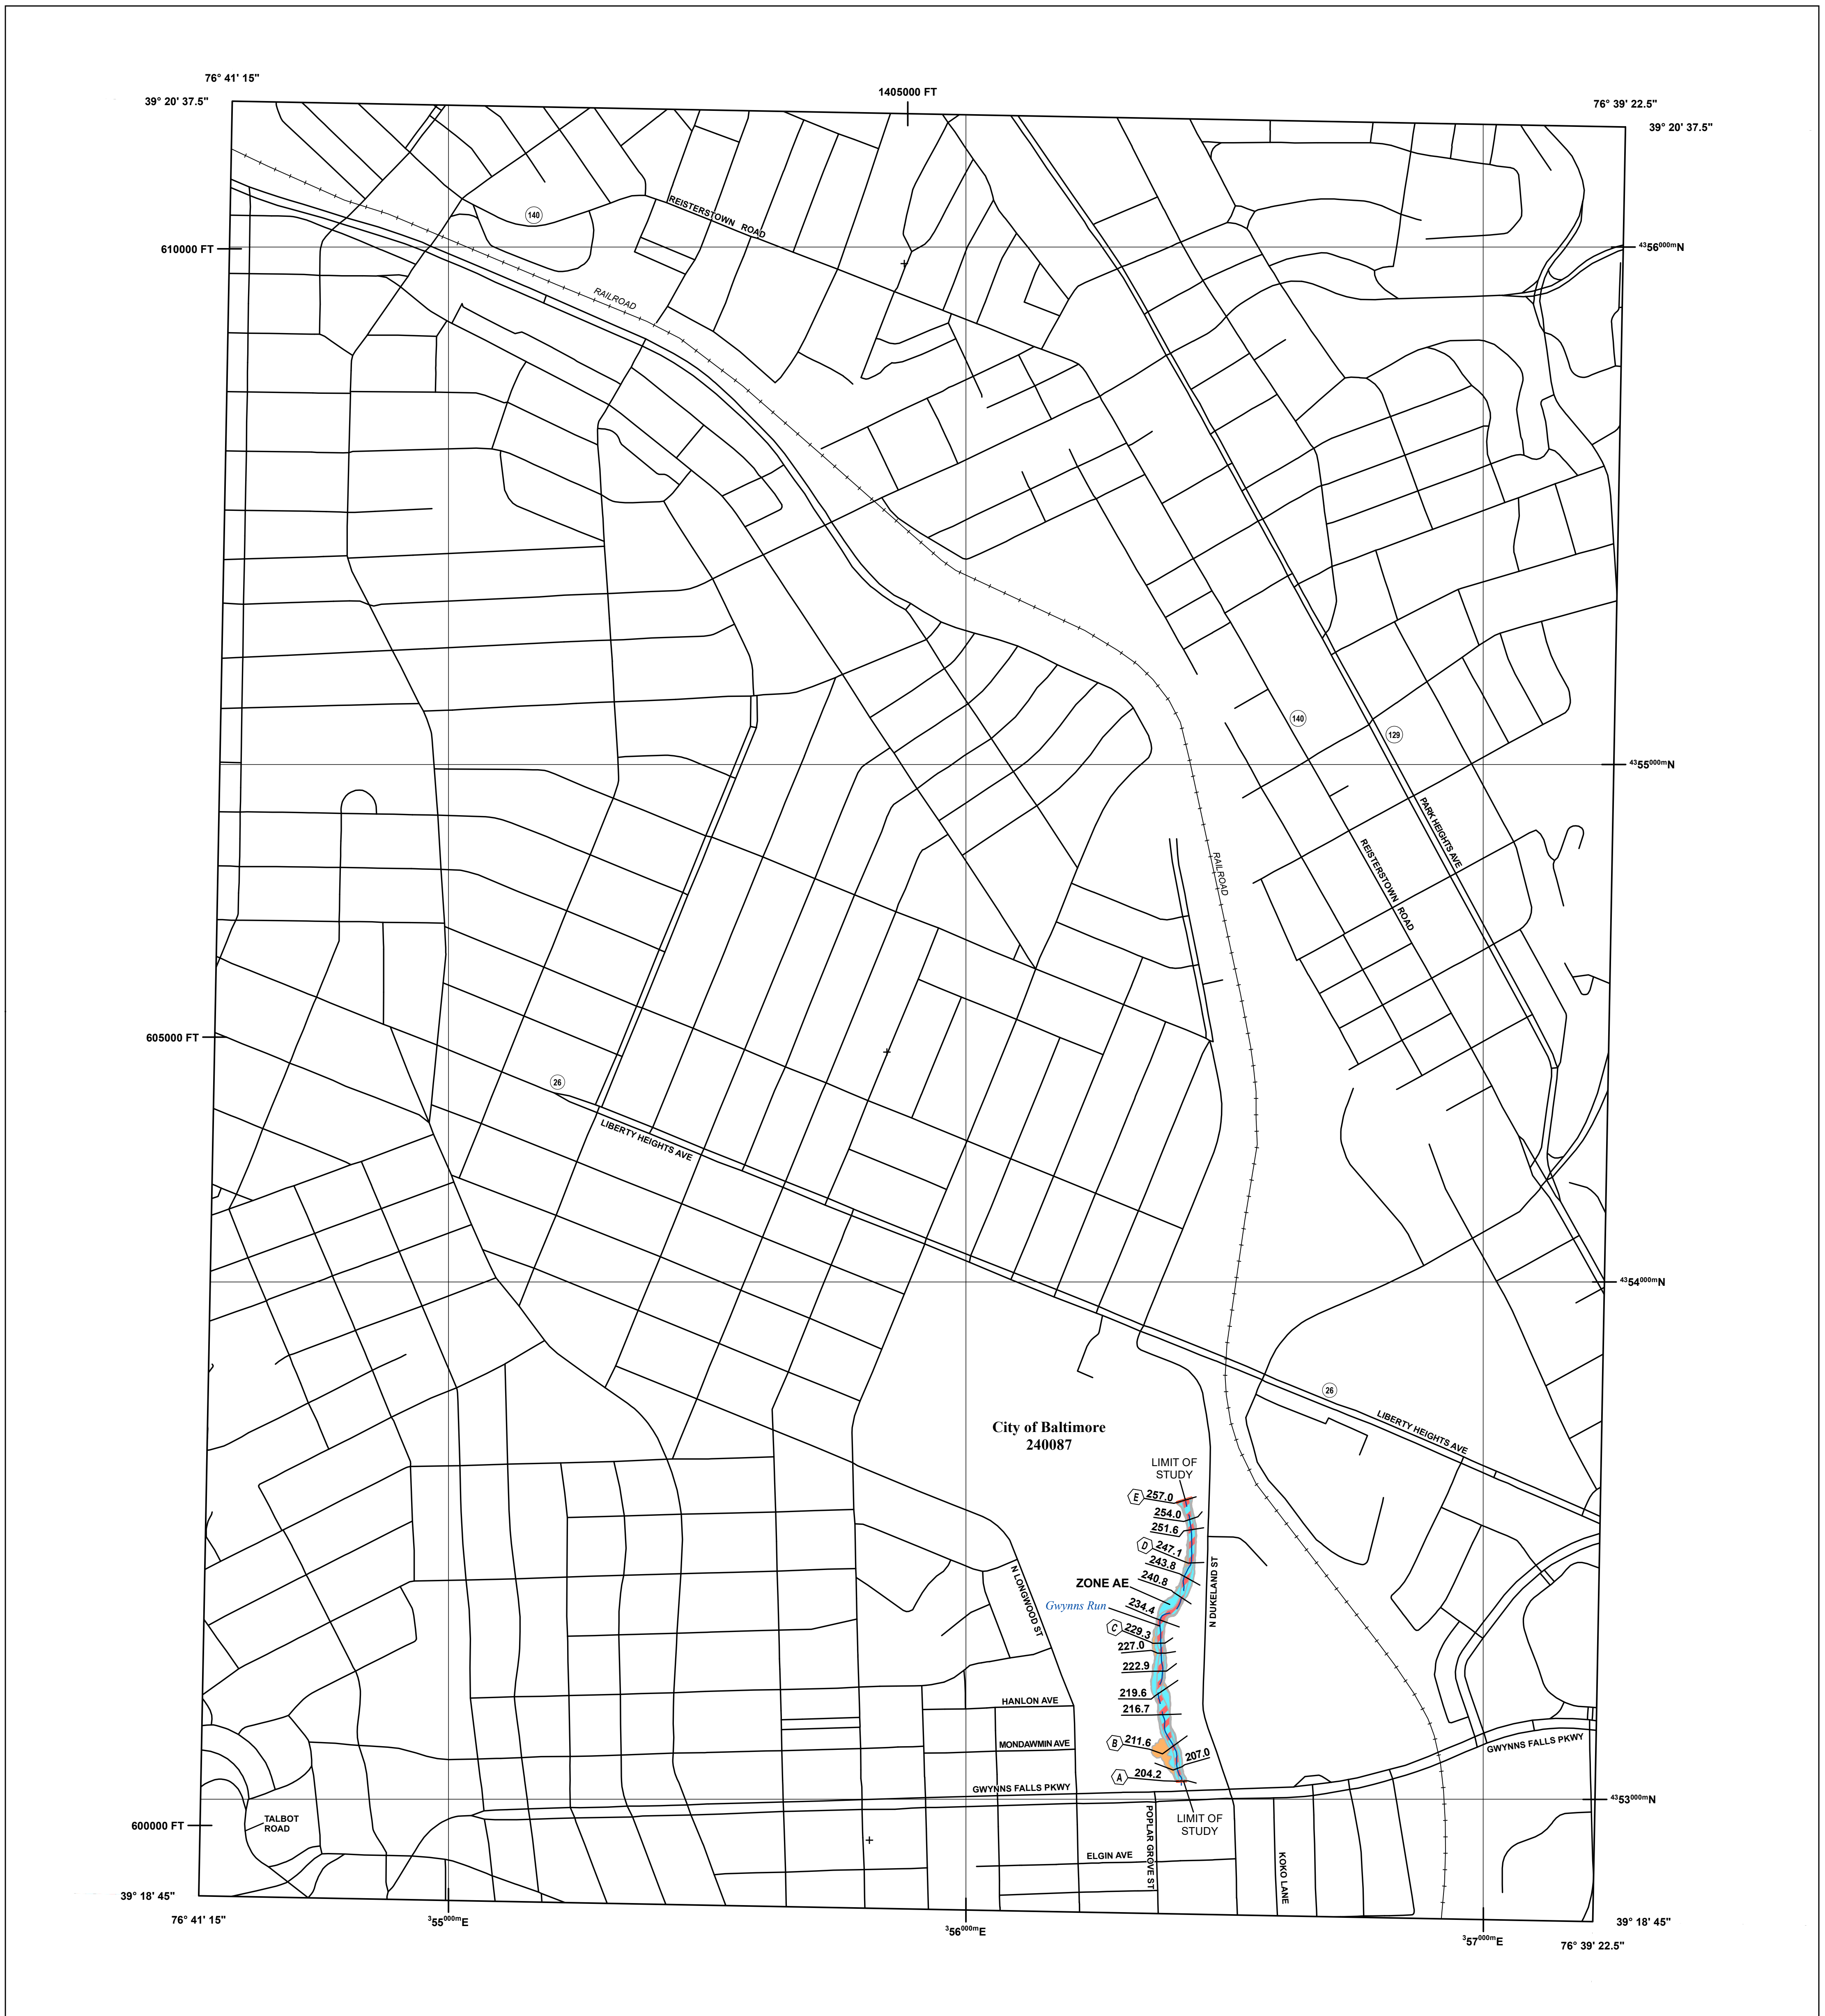 76° 41' 15"
39° 20' 37.5"
1405000 FT
76° 39' 22.5"
39° 20' 37.5"
140
REISTERSTOWN ROAD
610000 FT
4356000mN
RAILROAD
140
129
4355000mN
PARK HEIGHTS AVE
REISTERSTOWN ROAD
RAILROAD
605000 FT
26
LIBERTY HEIGHTS AVE
4354000mN
26
LIBERTY HEIGHTS AVE
City of Baltimore
240087
LIMIT OF
STUDY
E 257.0
254.0
251.6
D 247.1
243.8
240.8
ZONE AE
Gwynns Run
234.4
C 229.3
227.0
222.9
219.6
216.7
B 211.6
207.0
A 204.2
N LONGWOOD ST
N DUKELAND ST
HANLON AVE
MONDAWMIN AVE
GWYNNS FALLS PKWY
GWYNNS FALLS PKWY
4353000mN
600000 FT
TALBOT
ROAD
LIMIT OF
STUDY
POPLAR GROVE ST
ELGIN AVE
KOKO LANE
39° 18' 45"
76° 41' 15"
355000mE
356000mE
357000mE
39° 18' 45"
76° 39' 22.5"